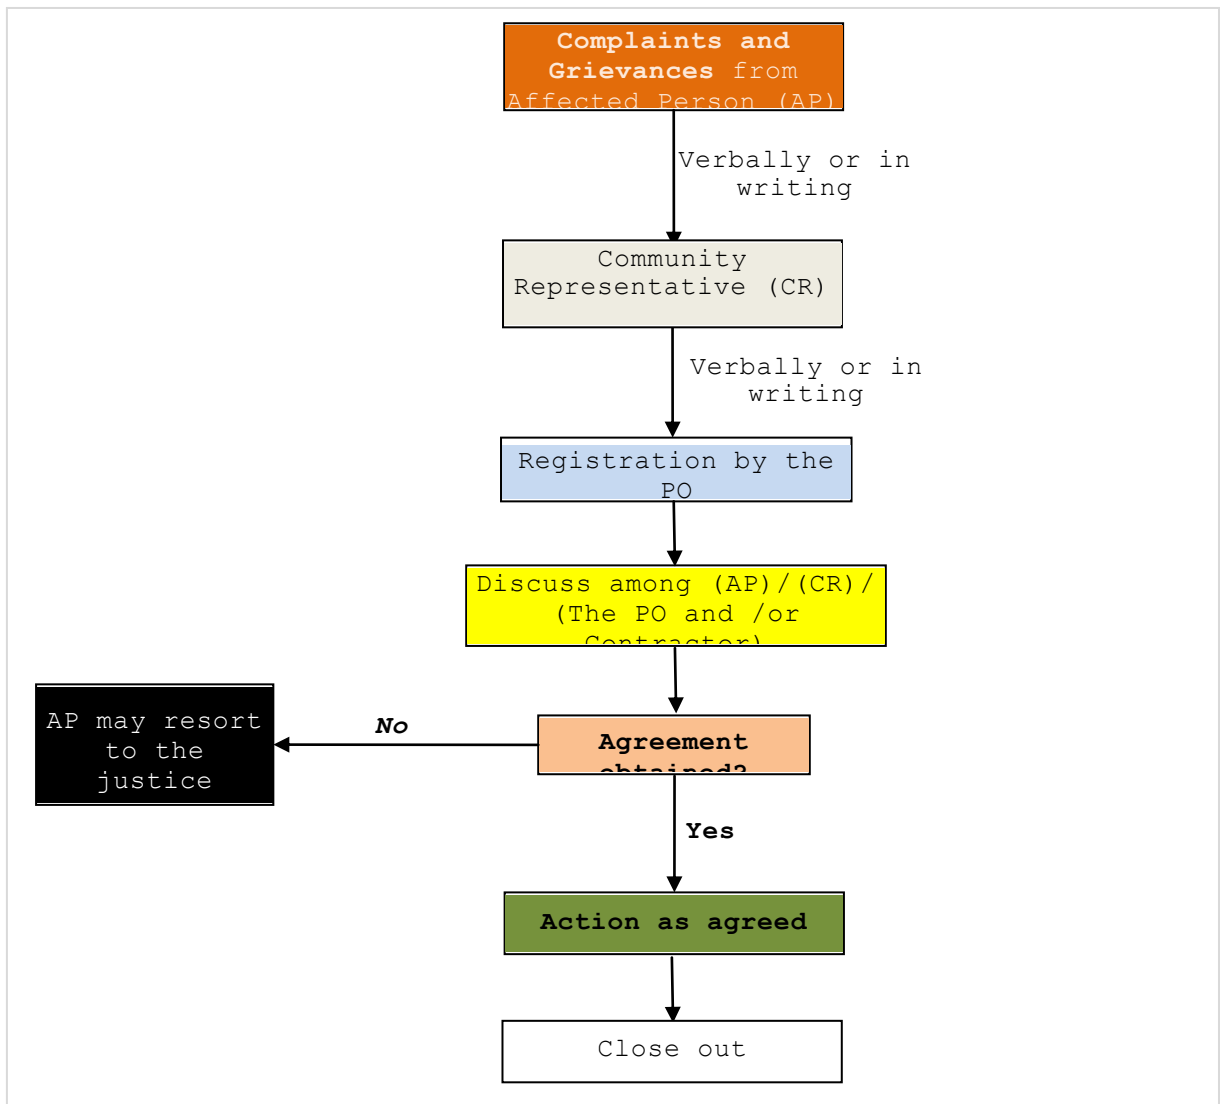 Complaints and
Grievances from
Affected Person (AP)
Verbally or in
writing
Community
Representative (CR)
Verbally or in
writing
Registration by the
PO
Discuss among (AP)/(CR)/
(The PO and /or
Contractor)
AP may resort
to the
justice
No
Agreement
obtained?
Yes
Action as agreed
Close out